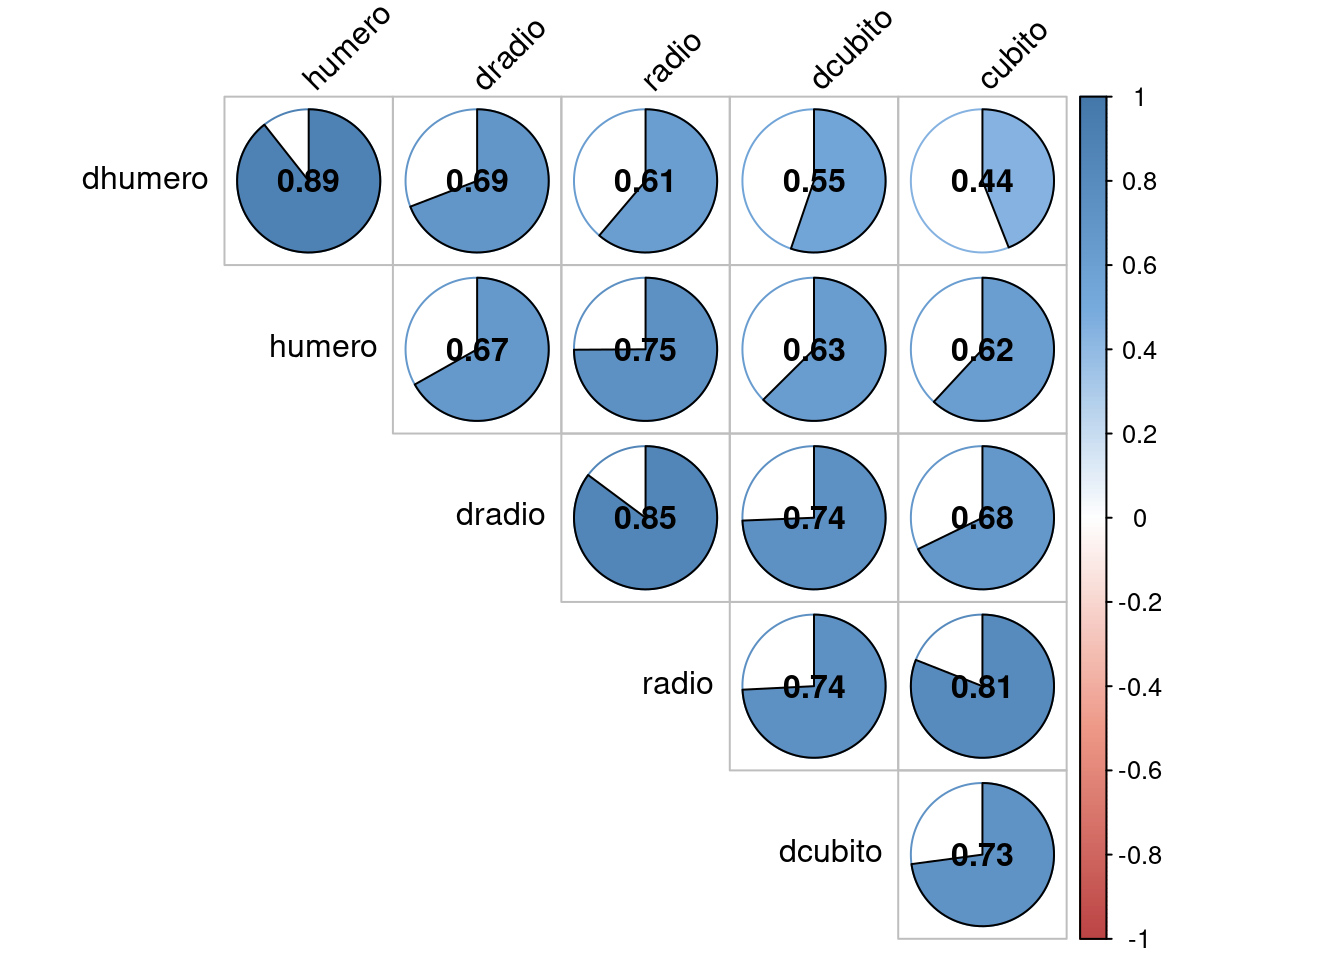 humero dradio radio dcubito cubito
dhumero 0.89 0.69 0.61 0.55 0.44
humero 0.67 0.75 0.63 0.62
dradio 0.85 0.74 0.68
radio 0.74 0.81
dcubito 0.73
1
0.8
0.6
0.4
0.2
0
-0.2
-0.4
-0.6
-0.8
-1